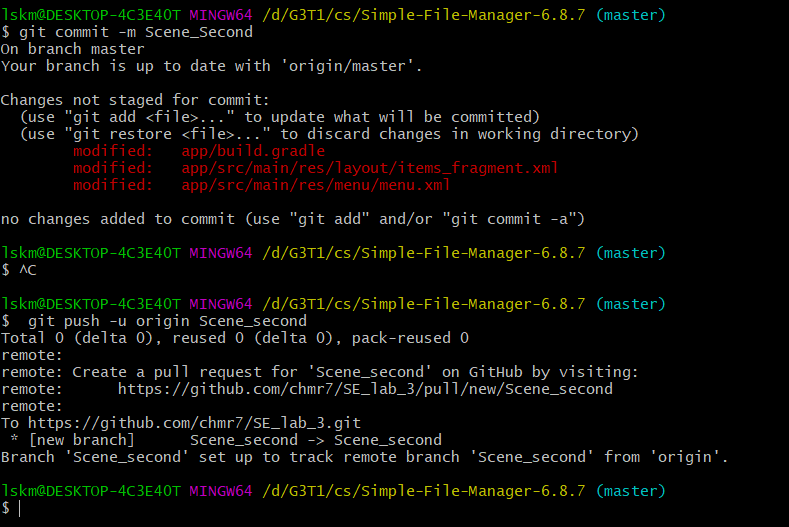 lskm@DESKTOP-4C3E4OT MINGW64 /d/G3T1/cs/Simple-File-Manager-6.8.7 (master)
$ git commit -m Scene_Second
On branch master
Your branch is up to date with 'origin/master'.
Changes not staged for commit:
(use "git add <file>..." to update what will be committed)
(use "git restore <file>..." to discard changes in working directory)
modified: app/build.gradle
modified: app/src/main/res/layout/items_fragment.xml
modified: app/src/main/res/menu/menu.xml
no changes added to commit (use "git add" and/or "git commit -a")
lskm@DESKTOP-4C3E4OT MINGW64 /d/G3T1/cs/Simple-File-Manager-6.8.7 (master)
$ ^C
lskm@DESKTOP-4C3E4OT MINGW64 /d/G3T1/cs/Simple-File-Manager-6.8.7 (master)
$ git push -u origin Scene_second
Total 0 (delta 0), reused 0 (delta 0), pack-reused 0
remote:
remote: Create a pull request for 'Scene_second' on GitHub by visiting:
remote: https://github.com/chmr7/SE_lab_3/pull/new/Scene_second
remote:
To https://github.com/chmr7/SE_lab_3.git
* [new branch] Scene_second -> Scene_second
Branch 'Scene_second' set up to track remote branch 'Scene_second' from 'origin'.
lskm@DESKTOP-4C3E4OT MINGW64 /d/G3T1/cs/Simple-File-Manager-6.8.7 (master)
$